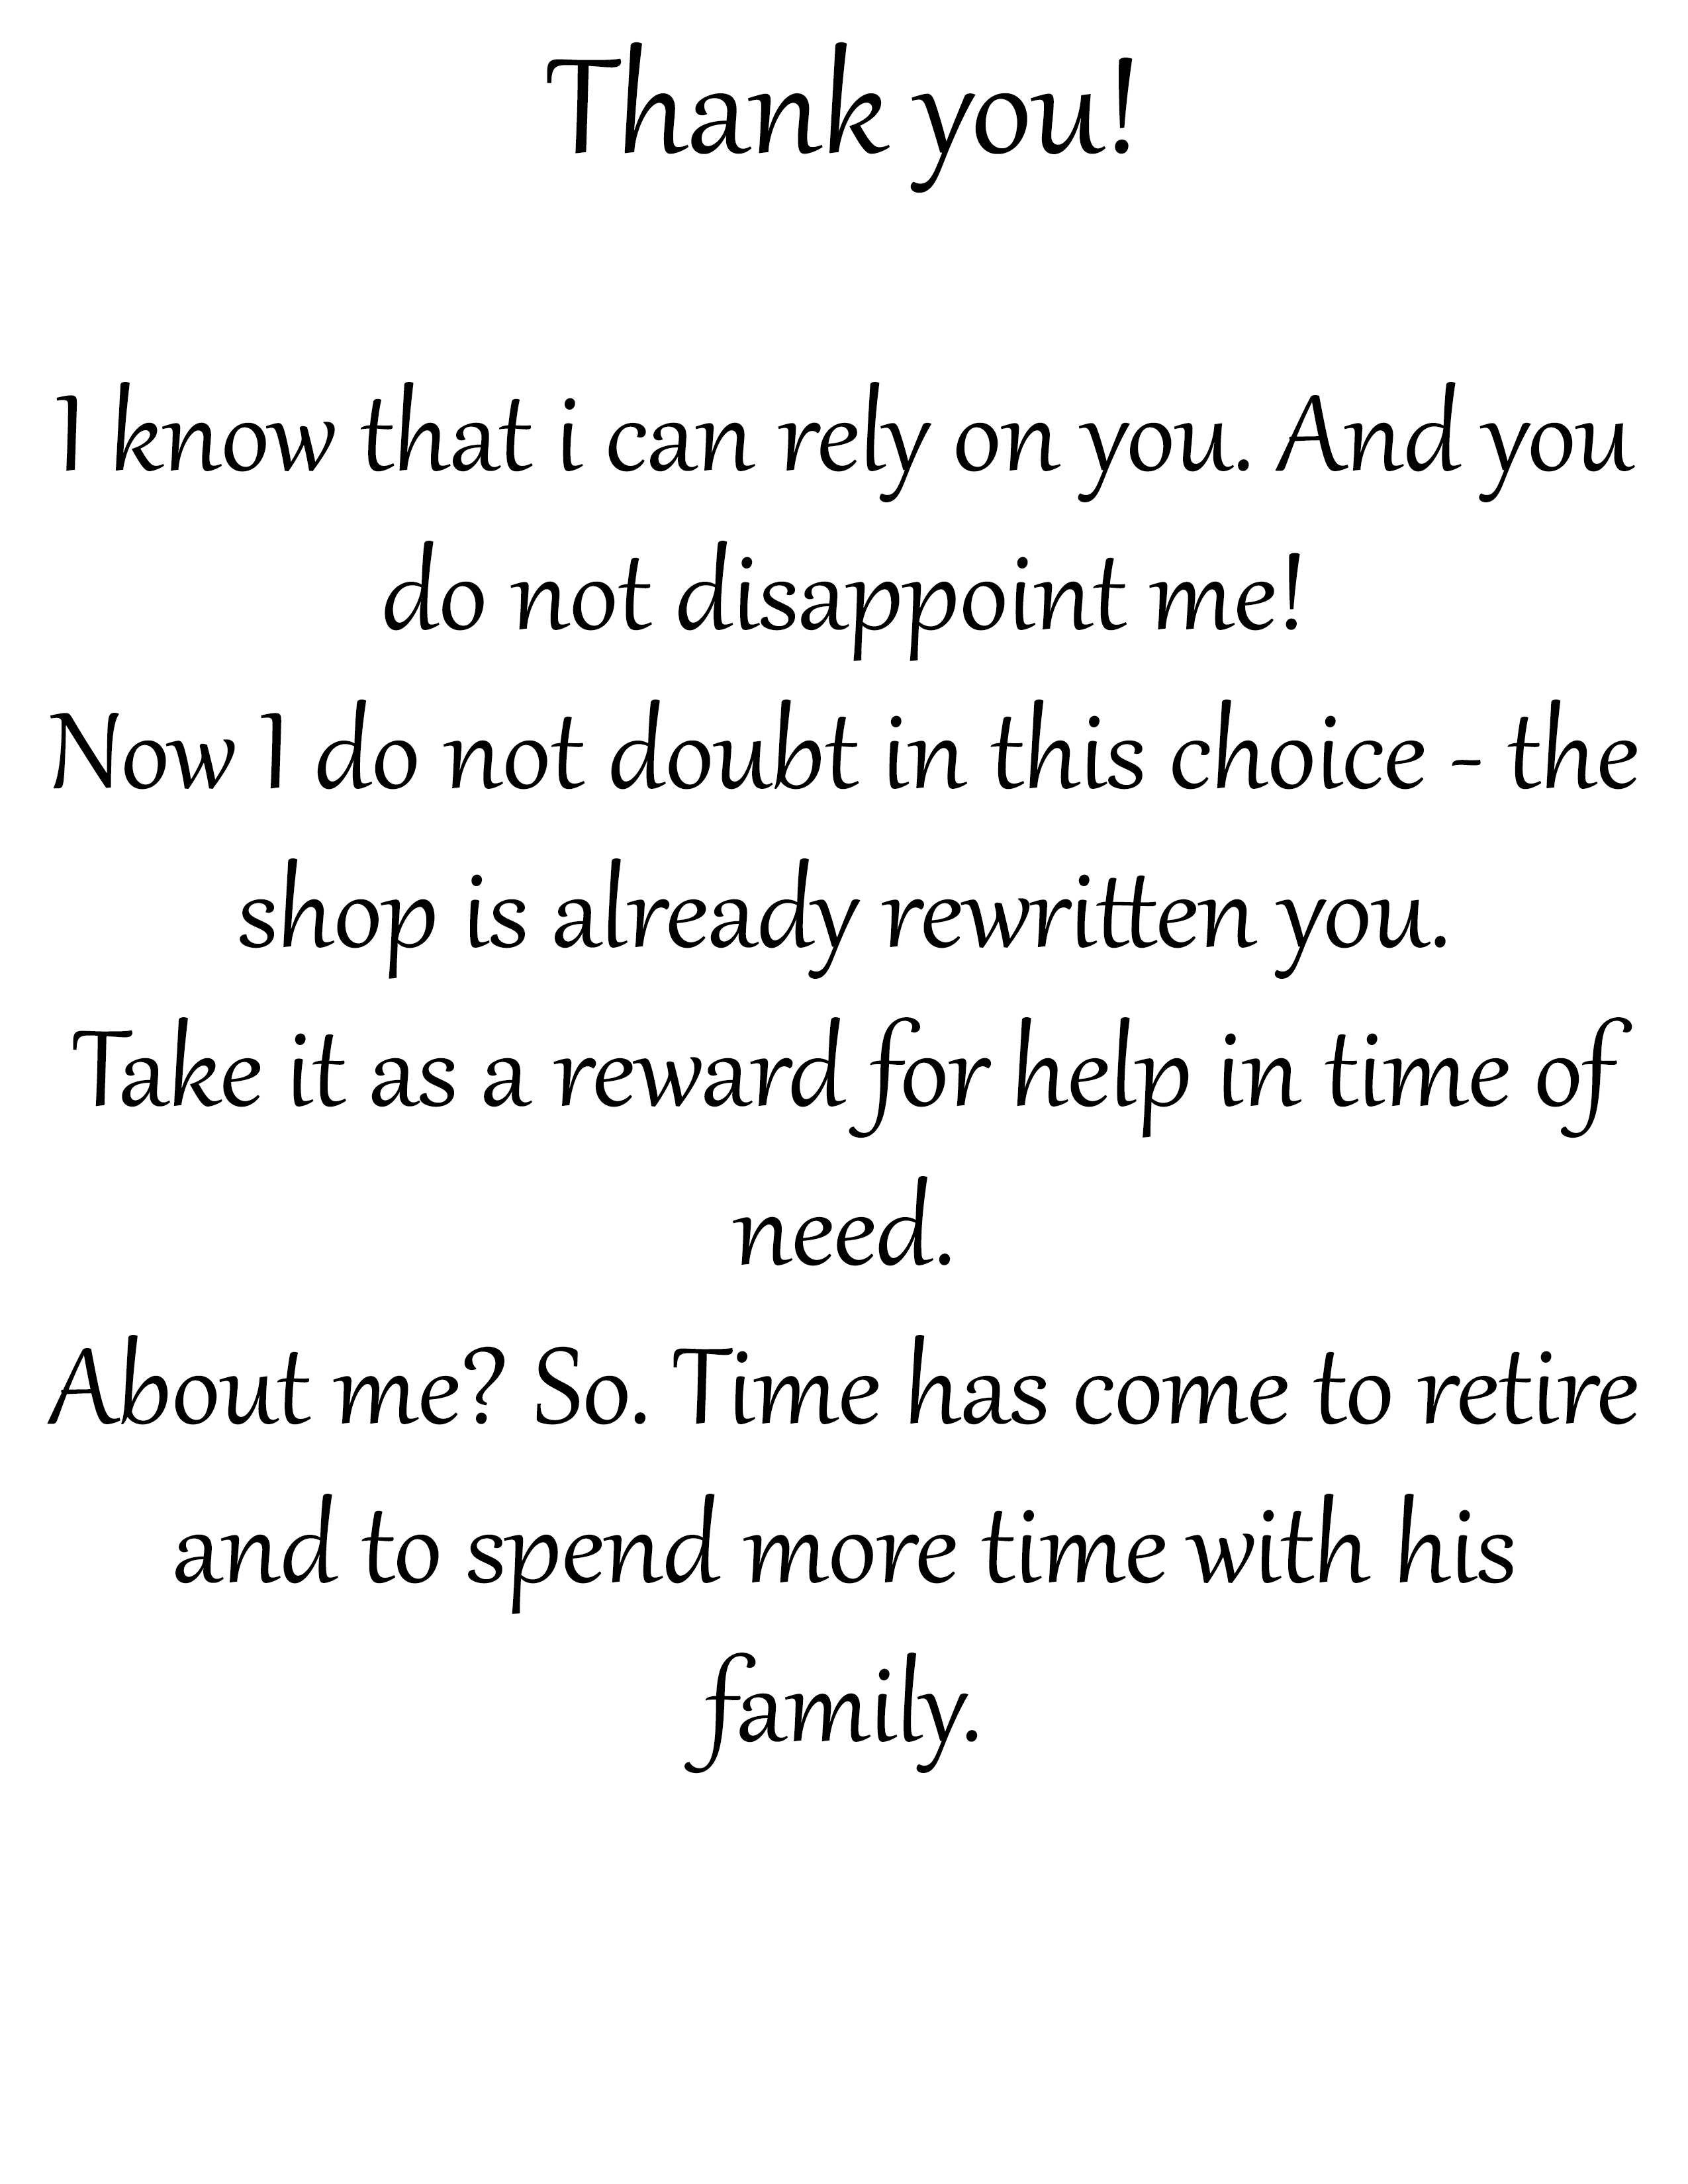 Thank you!
I know that i can rely on you. And you
do not disappoint me!
Now I do not doubt in this choice - the
shop is already rewritten you.
Take it as a reward for help in time of
need.
About me? So. Time has come to retire
and to spend more time with his
family.